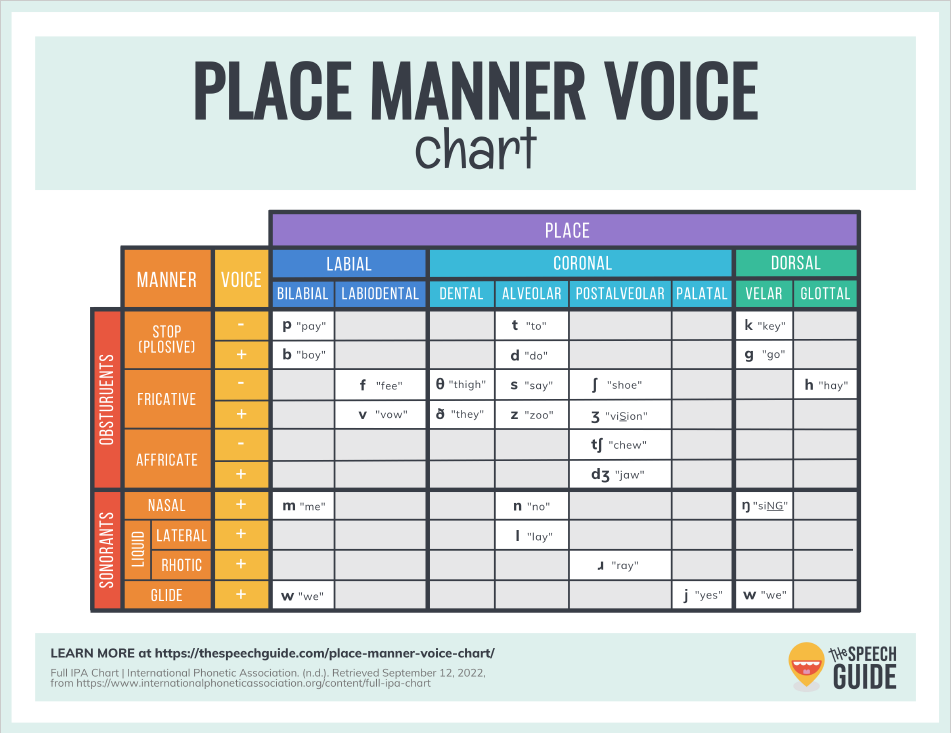 PLACE MANNER VOICE
chart
PLACE
MANNER VOICE LABIAL CORONAL DORSAL
BILABIAL LABIODENTAL DENTAL ALVEOLAR POSTALVEOLAR PALATAL VELAR GLOTTAL
OBSTURUENTS
STOP
(PLOSIVE)
- p "pay" t "to" k "key"
+ b "boy" d "do" g "go"
FRICATIVE
- f "fee" θ "thigh" s "say" ʃ "shoe" h "hay"
+ v "vow" ð "they" z "zoo" ʒ "viSion"
AFFRICATE
- tʃ "chew"
+ dʒ "jaw"
SONORANTS
NASAL + m "me" n "no" ŋ "siNG"
LIQUID
LATERAL + l "lay"
RHOTIC + ɹ "ray"
GLIDE + w "we" j "yes" w "we"
LEARN MORE at https://thespeechguide.com/place-manner-voice-chart/
Full IPA Chart | International Phonetic Association. (n.d.). Retrieved September 12, 2022,
from https://www.internationalphoneticassociation.org/content/full-ipa-chart
The SPEECH
GUIDE